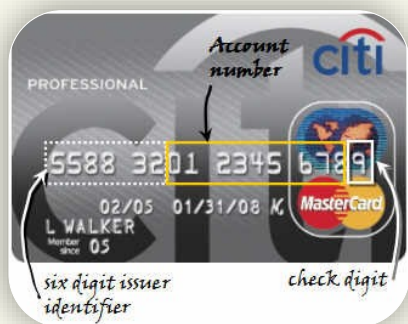 Account
number
citi
PROFESSIONAL
5588 3201 2345 6789
02/05 01/31/08
MasterCard
L WALKER
Member
since 05
six digit issuer
identifier
check digit